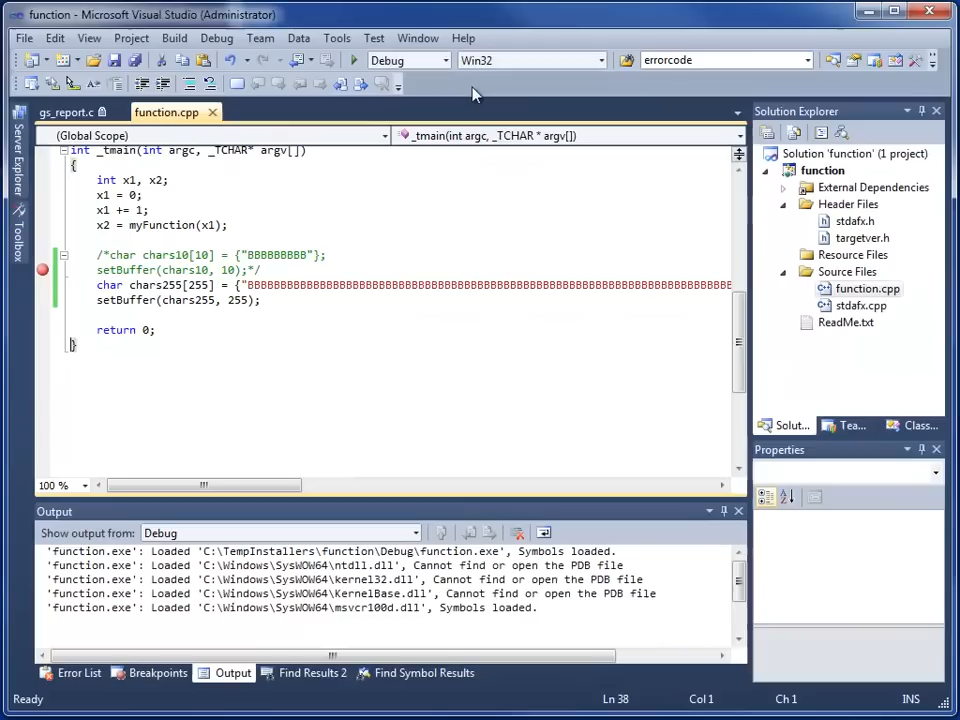 function - Microsoft Visual Studio (Administrator)
File Edit View Project Build Debug Team Data Tools Test Window Help
Debug Win32 errorcode
gs_report.c function.cpp
(Global Scope) _tmain(int argc, _TCHAR * argv[])
int _tmain(int argc, _TCHAR* argv[])
{
int x1, x2;
x1 = 0;
x1 += 1;
x2 = myFunction(x1);
/*char chars10[10] = {"BBBBBBBBB"};
setBuffer(chars10, 10);*/
setBuffer(chars255, 255);
return 0;
}
100 %
Server Explorer
Toolbox
Solution Explorer
Solution 'function' (1 project)
function
External Dependencies
Header Files
stdafx.h
targetver.h
Resource Files
Source Files
function.cpp
stdafx.cpp
ReadMe.txt
Solut... Tea... Class...
Properties
Output
Show output from: Debug
'function.exe': Loaded 'C:\TempInstallers\function\Debug\function.exe', Symbols loaded.
'function.exe': Loaded 'C:\Windows\SysWOW64\ntdll.dll', Cannot find or open the PDB file
'function.exe': Loaded 'C:\Windows\SysWOW64\kernel32.dll', Cannot find or open the PDB file
'function.exe': Loaded 'C:\Windows\SysWOW64\KernelBase.dll', Cannot find or open the PDB file
'function.exe': Loaded 'C:\Windows\SysWOW64\msvcr100d.dll', Symbols loaded.
Error List Breakpoints Output Find Results 2 Find Symbol Results
Ready Ln 38 Col 1 Ch 1 INS